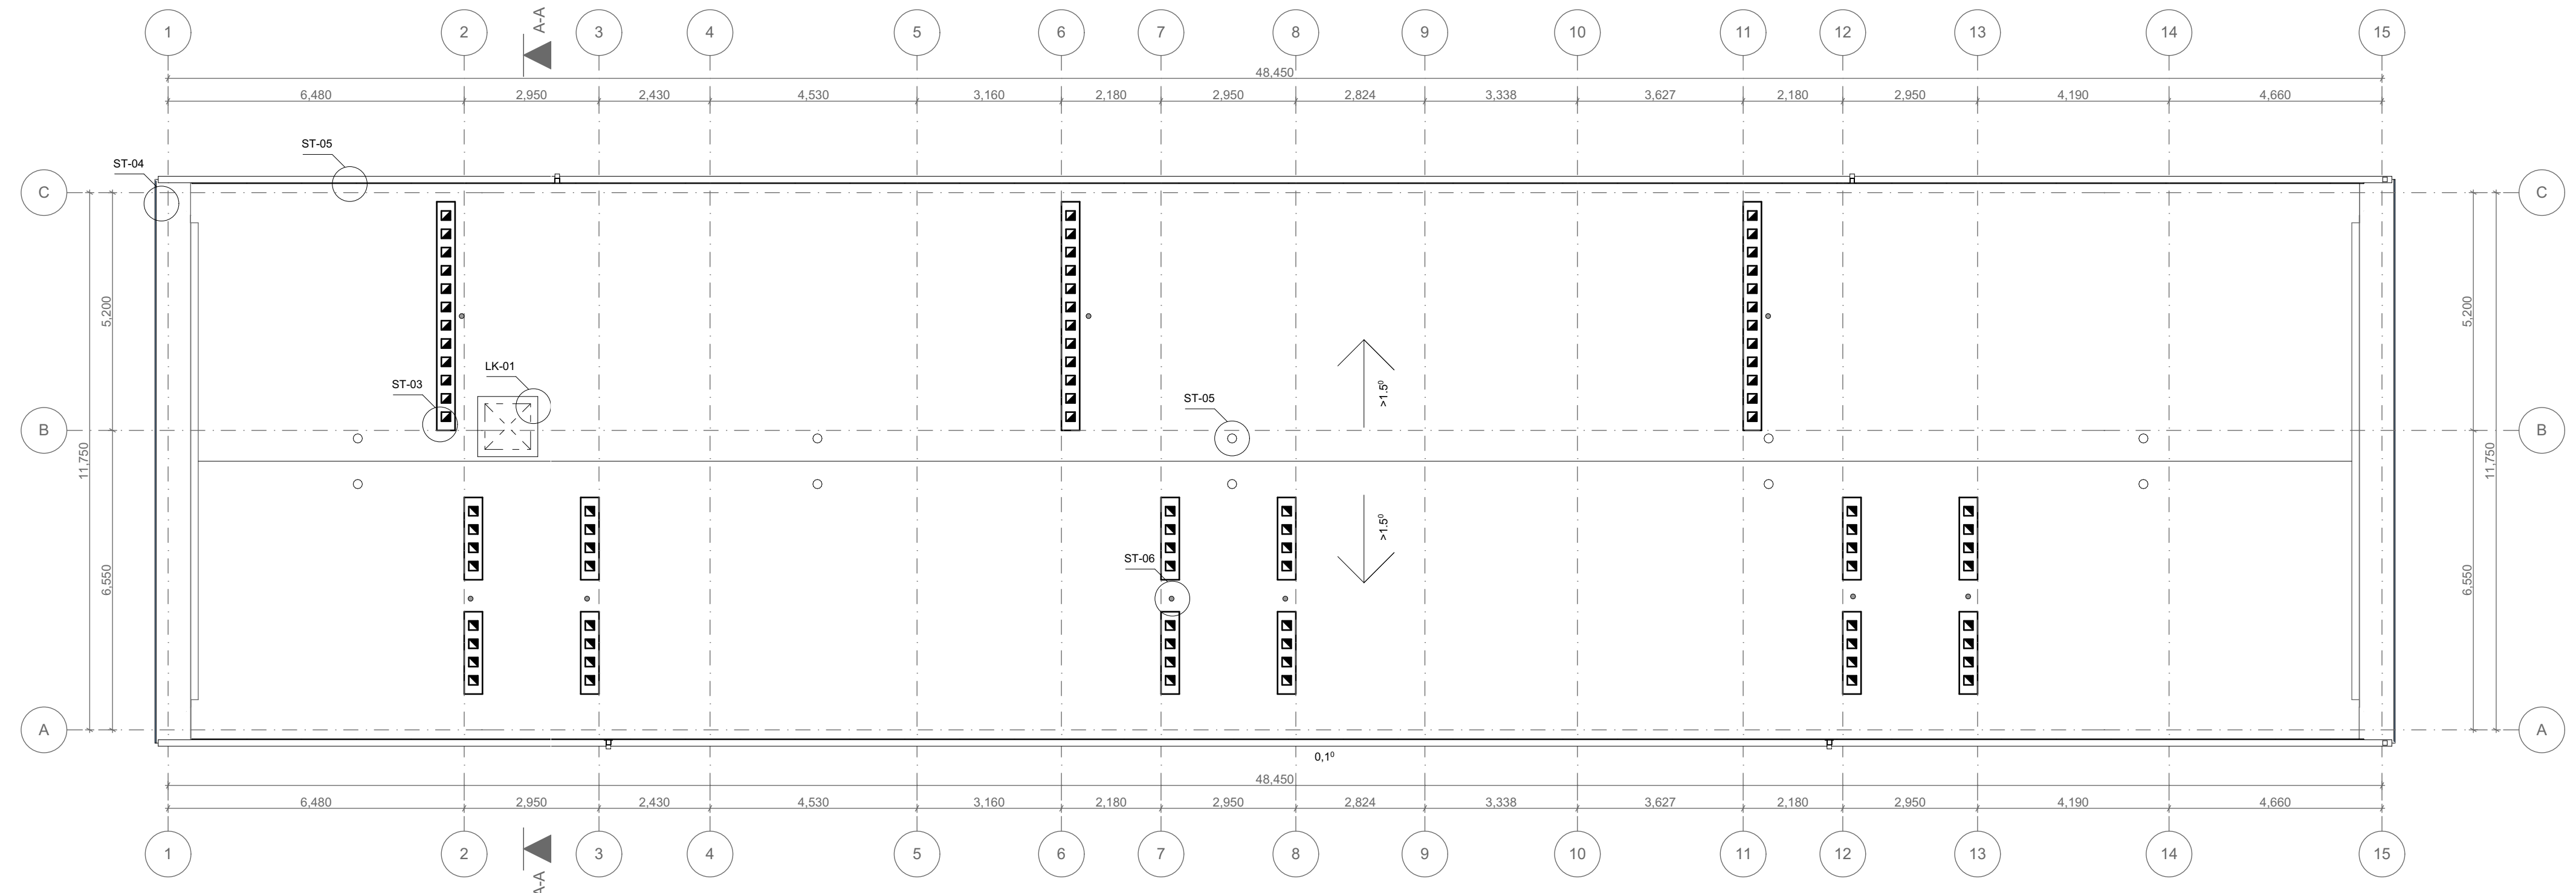 A-A
1 2 3 4 5 6 7 8 9 10 11 12 13 14 15
48,450
6,480 2,950 2,430 4,530 3,160 2,180 2,950 2,824 3,338 3,627 2,180 2,950 4,190 4,660
ST-05
ST-04
C C
5,200 5,200
LK-01
ST-03
>1.5⁰
ST-05
B B
11,750 11,750
>1.5⁰
ST-06
6,550 6,550
A A
0,1⁰
48,450
6,480 2,950 2,430 4,530 3,160 2,180 2,950 2,824 3,338 3,627 2,180 2,950 4,190 4,660
1 2 3 4 5 6 7 8 9 10 11 12 13 14 15
A-A